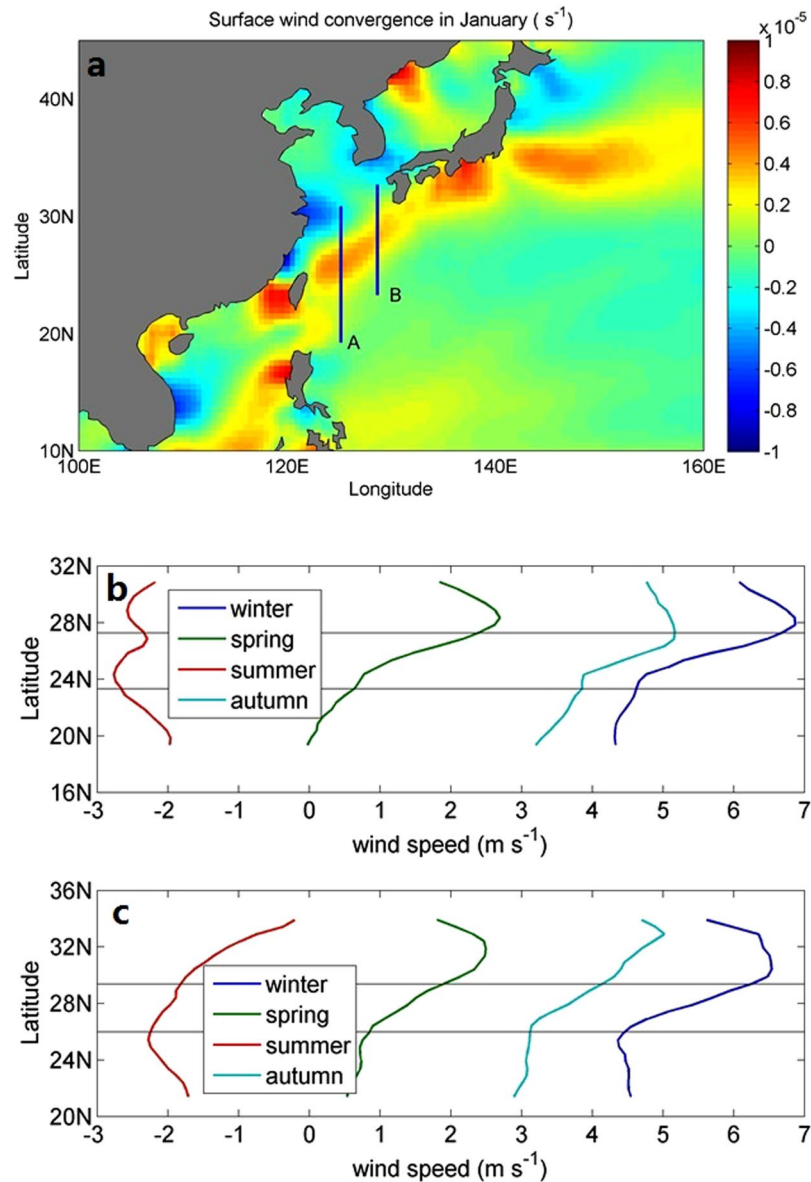 Surface wind convergence in January ( s⁻¹)
x 10⁻⁵
a
1
0.8
0.6
0.4
0.2
0
-0.2
-0.4
-0.6
-0.8
-1
40N
30N
20N
10N
Latitude
A
B
100E 120E 140E 160E
Longitude
b
32N
28N
24N
20N
16N
Latitude
winter
spring
summer
autumn
-3 -2 -1 0 1 2 3 4 5 6 7
wind speed (m s⁻¹)
c
36N
32N
28N
24N
20N
Latitude
winter
spring
summer
autumn
-3 -2 -1 0 1 2 3 4 5 6 7
wind speed (m s⁻¹)